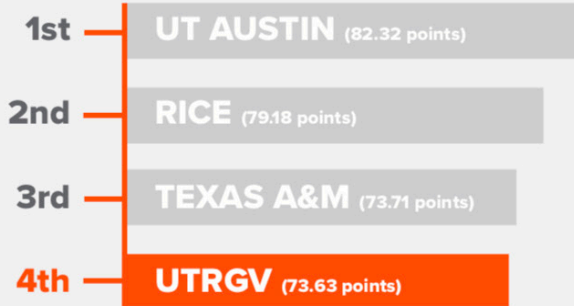 1st UT AUSTIN (82.32 points)
2nd RICE (79.18 points)
3rd TEXAS A&M (73.71 points)
4th UTRGV (73.63 points)